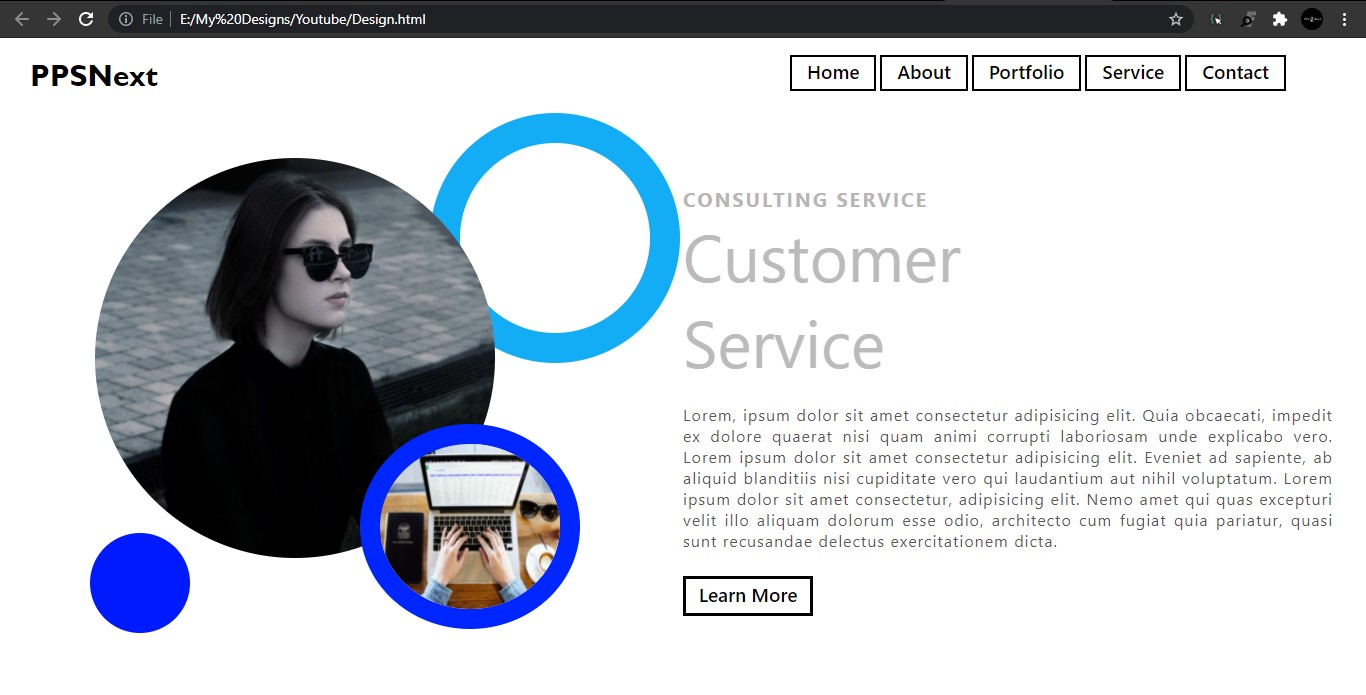 File E:/My%20Designs/Youtube/Design.html
PPSNext
Home About Portfolio Service Contact
CONSULTING SERVICE
Customer
Service
Lorem, ipsum dolor sit amet consectetur adipisicing elit. Quia obcaecati, impedit
ex dolore quaerat nisi quam animi corrupti laboriosam unde explicabo vero.
Lorem ipsum dolor sit amet consectetur adipisicing elit. Eveniet ad sapiente, ab
aliquid blanditiis nisi cupiditate vero qui laudantium aut nihil voluptatum. Lorem
ipsum dolor sit amet consectetur, adipisicing elit. Nemo amet qui quas excepturi
velit illo aliquam dolorum esse odio, architecto cum fugiat quia pariatur, quasi
sunt recusandae delectus exercitationem dicta.
Learn More